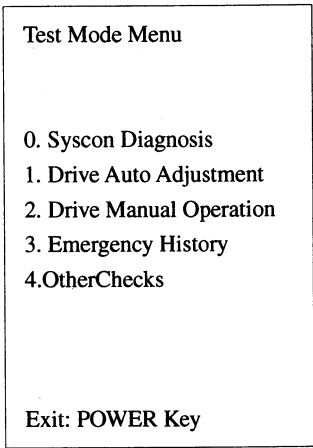 Test Mode Menu
0. Syscon Diagnosis
1. Drive Auto Adjustment
2. Drive Manual Operation
3. Emergency History
4.OtherChecks
Exit: POWER Key